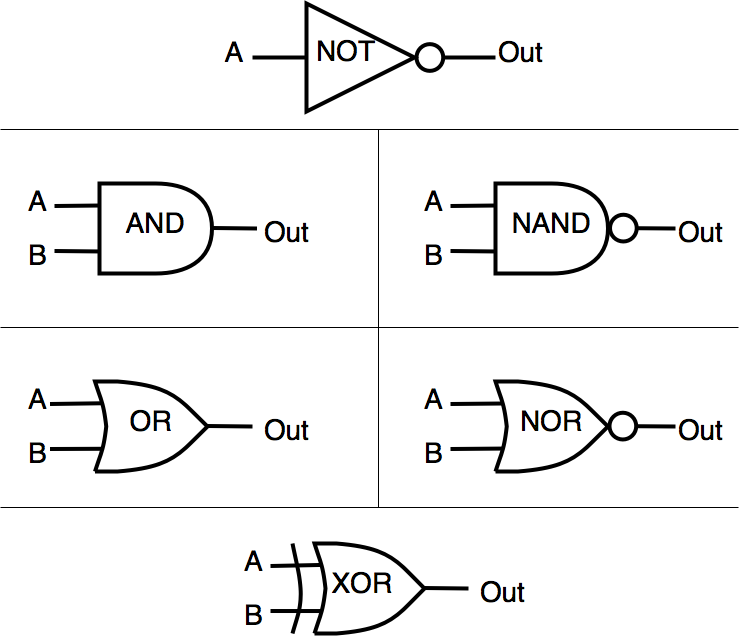 A NOT Out
A AND Out
B
A NAND Out
B
A OR Out
B
A NOR Out
B
A XOR Out
B